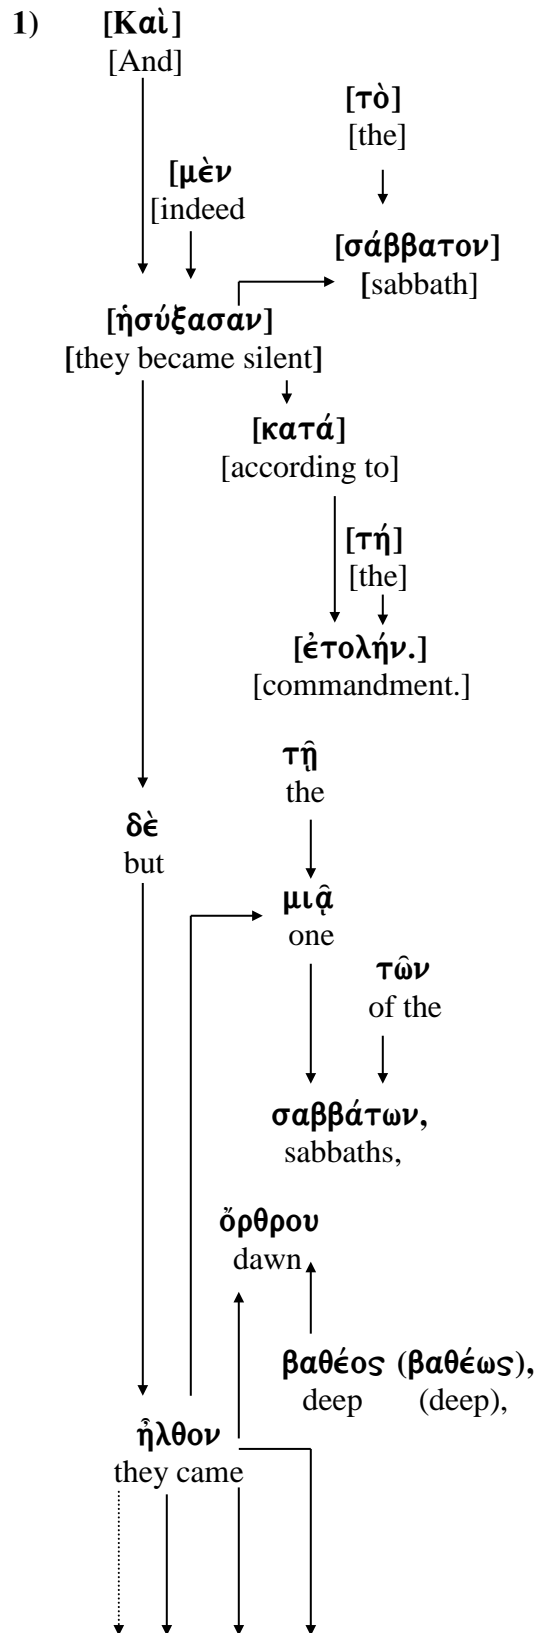 1) [Καὶ]
[And]
[τὸ]
[the]
[μὲν
[indeed
[σάββατον]
[sabbath]
[ἡσύξασαν]
[they became silent]
[κατά]
[according to]
[τή]
[the]
[ἐτολήν.]
[commandment.]
τῇ
the
δὲ
but
μιᾷ
one
τῶν
of the
σαββάτων,
sabbaths,
ὄρθρου
dawn
βαθέος (βαθέως),
deep (deep),
ἦλθον
they came